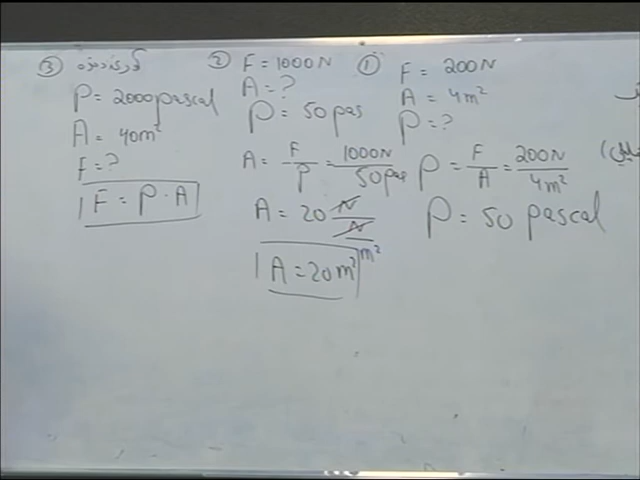 ① F = 200N
A = 4m²
P = ?
P = F/A = 200N/4m²
P = 50 pascal
② F = 1000N
A = ?
P = 50 pas
A = F/P = 1000N/50pas
A = 20 N/N/m²
A = 20m²
③
P = 2000 pascal
A = 40m²
F = ?
F = P · A